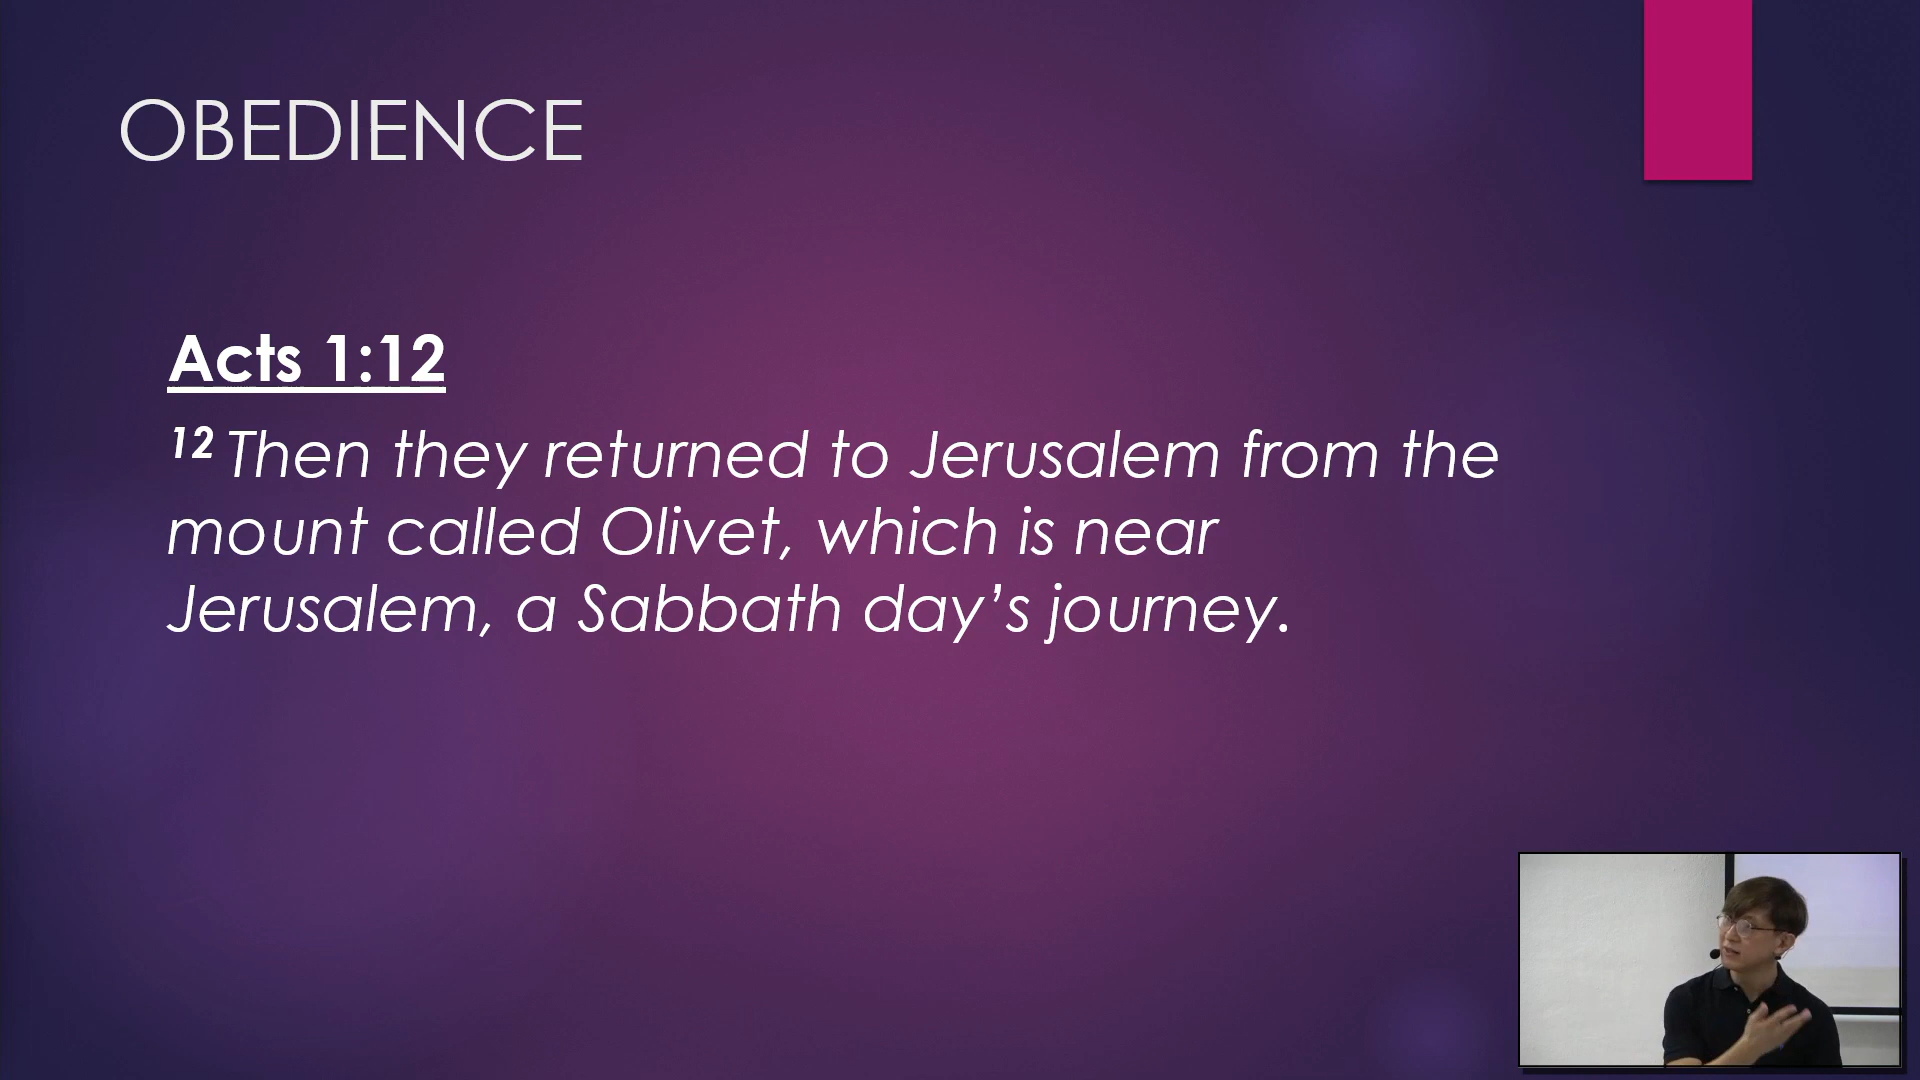 OBEDIENCE
Acts 1:12
12 Then they returned to Jerusalem from the
mount called Olivet, which is near
Jerusalem, a Sabbath day’s journey.